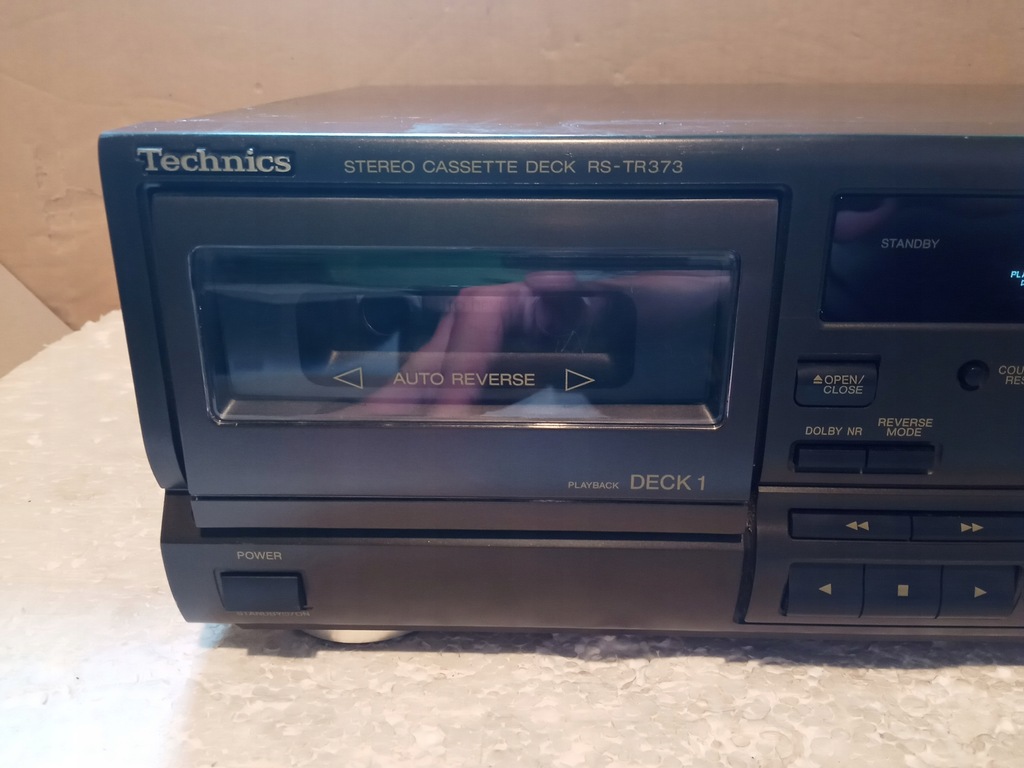 Technics
STEREO CASSETTE DECK RS-TR373
STANDBY
AUTO REVERSE
OPEN/
CLOSE
DOLBY NR
REVERSE
MODE
PLAYBACK DECK 1
POWER